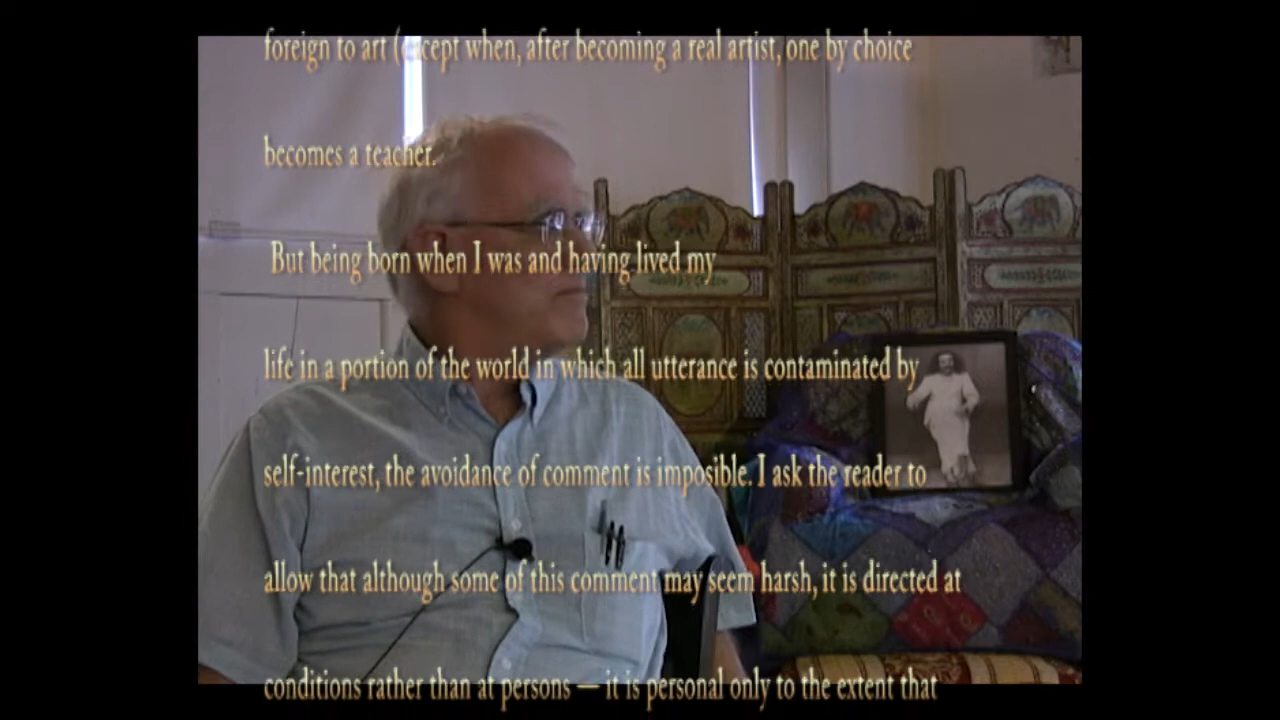 foreign to art (except when, after becoming a real artist, one by choice
becomes a teacher.
But being born when I was and having lived my
life in a portion of the world in which all utterance is contaminated by
self-interest, the avoidance of comment is imposible. I ask the reader to
allow that although some of this comment may seem harsh, it is directed at
conditions rather than at persons — it is personal only to the extent that